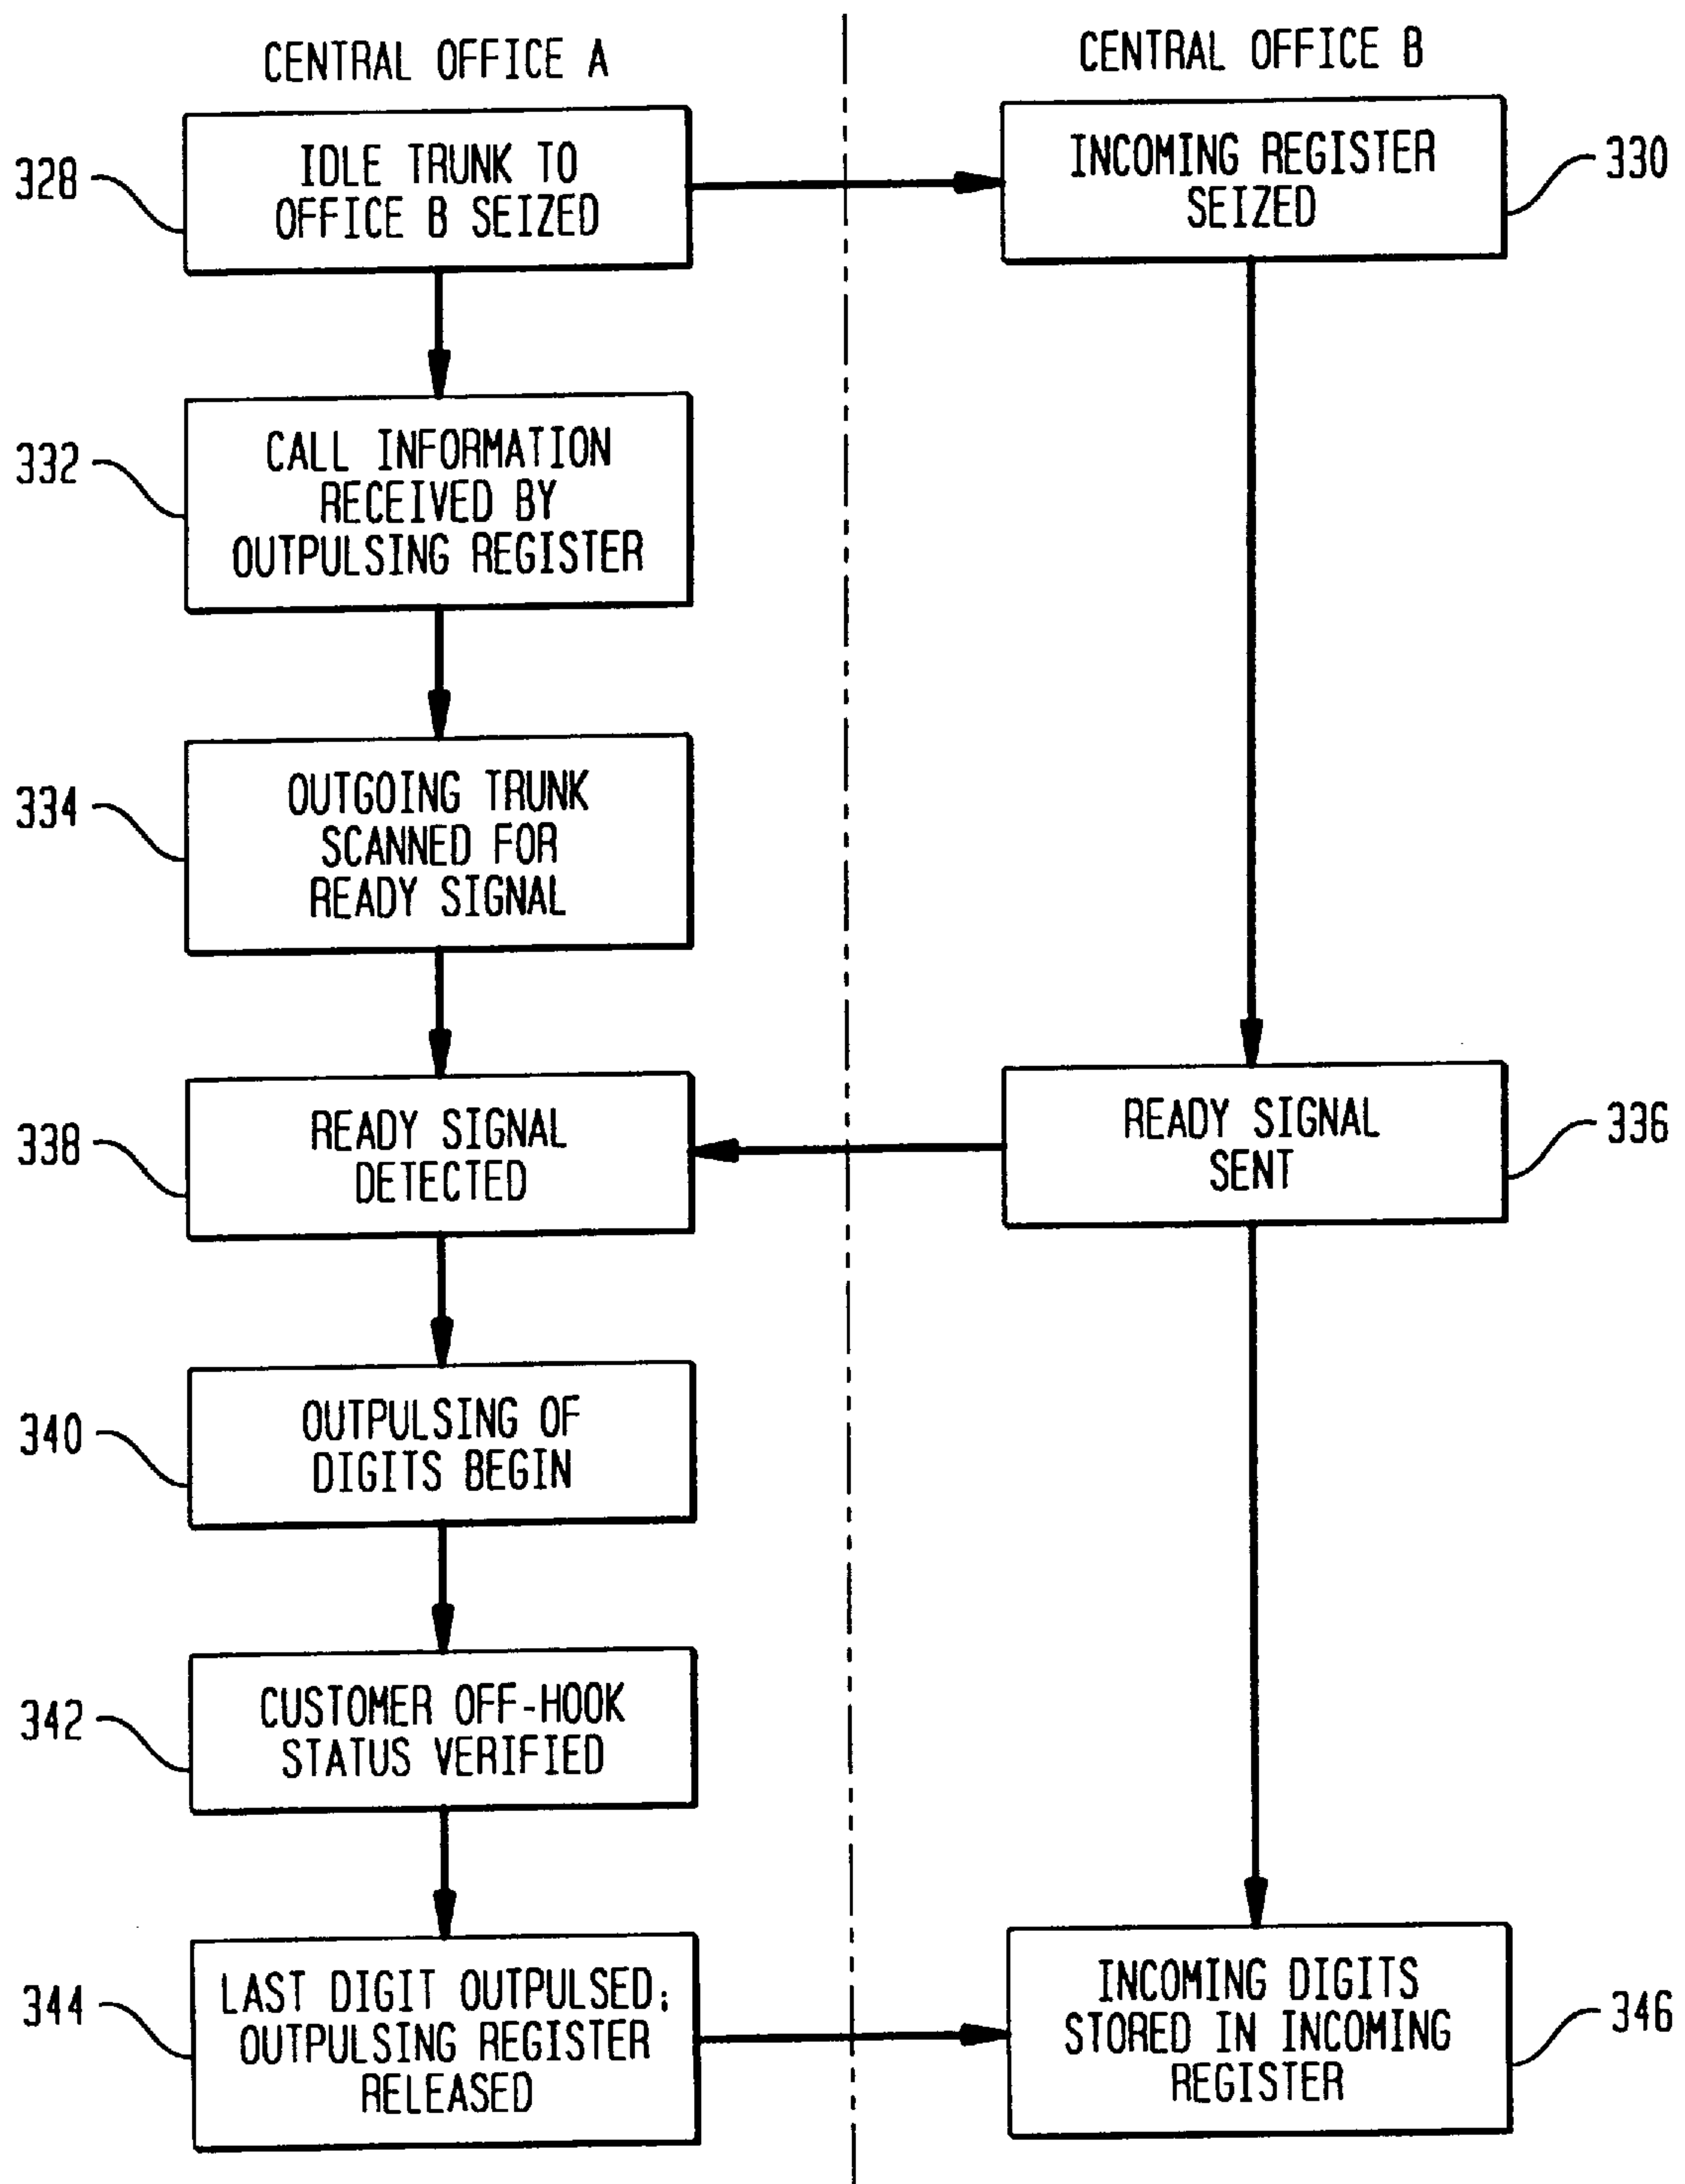 CENTRAL OFFICE A
CENTRAL OFFICE B
328
IDLE TRUNK TO
OFFICE B SEIZED
INCOMING REGISTER
SEIZED
330
332
CALL INFORMATION
RECEIVED BY
OUTPULSING REGISTER
334
OUTGOING TRUNK
SCANNED FOR
READY SIGNAL
338
READY SIGNAL
DETECTED
READY SIGNAL
SENT
336
340
OUTPULSING OF
DIGITS BEGIN
342
CUSTOMER OFF-HOOK
STATUS VERIFIED
344
LAST DIGIT OUTPULSED;
OUTPULSING REGISTER
RELEASED
INCOMING DIGITS
STORED IN INCOMING
REGISTER
346